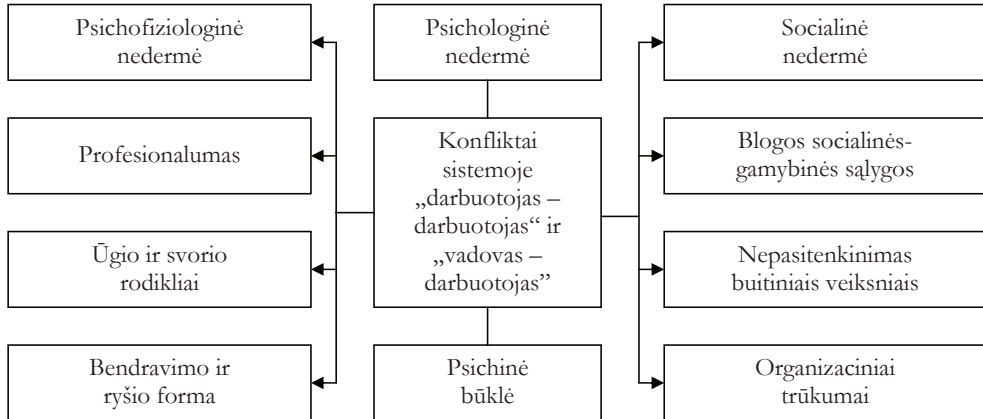 Psichofiziologinė
nedermė
Psichologinė
nedermė
Socialinė
nedermė
Profesionalumas
Konfliktai
sistemoje
„darbuotojas –
darbuotojas“ ir
„vadovas –
darbuotojas”
Blogos socialinės-
gamybinės sąlygos
Ūgio ir svorio
rodikliai
Nepasitenkinimas
buitiniais veiksniais
Bendravimo ir
ryšio forma
Psichinė
būklė
Organizaciniai
trūkumai